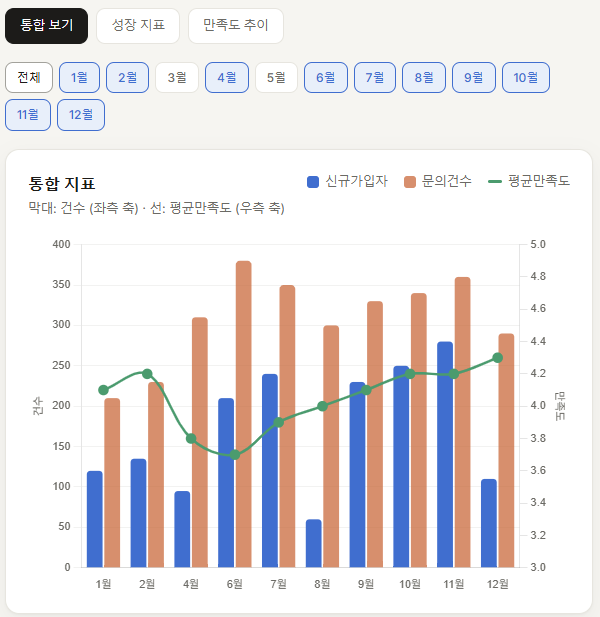 통합 보기 성장 지표 만족도 추이
전체 1월 2월 3월 4월 5월 6월 7월 8월 9월 10월
11월 12월
통합 지표
신규가입자 문의건수 평균만족도
막대: 건수 (좌측 축) · 선: 평균만족도 (우측 축)
400 5.0
4.8
350
4.6
300
4.4
250
4.2
건수
200 4.0
만족도
150 3.8
3.6
100
3.4
50
3.2
0 3.0
1월 2월 4월 6월 7월 8월 9월 10월 11월 12월